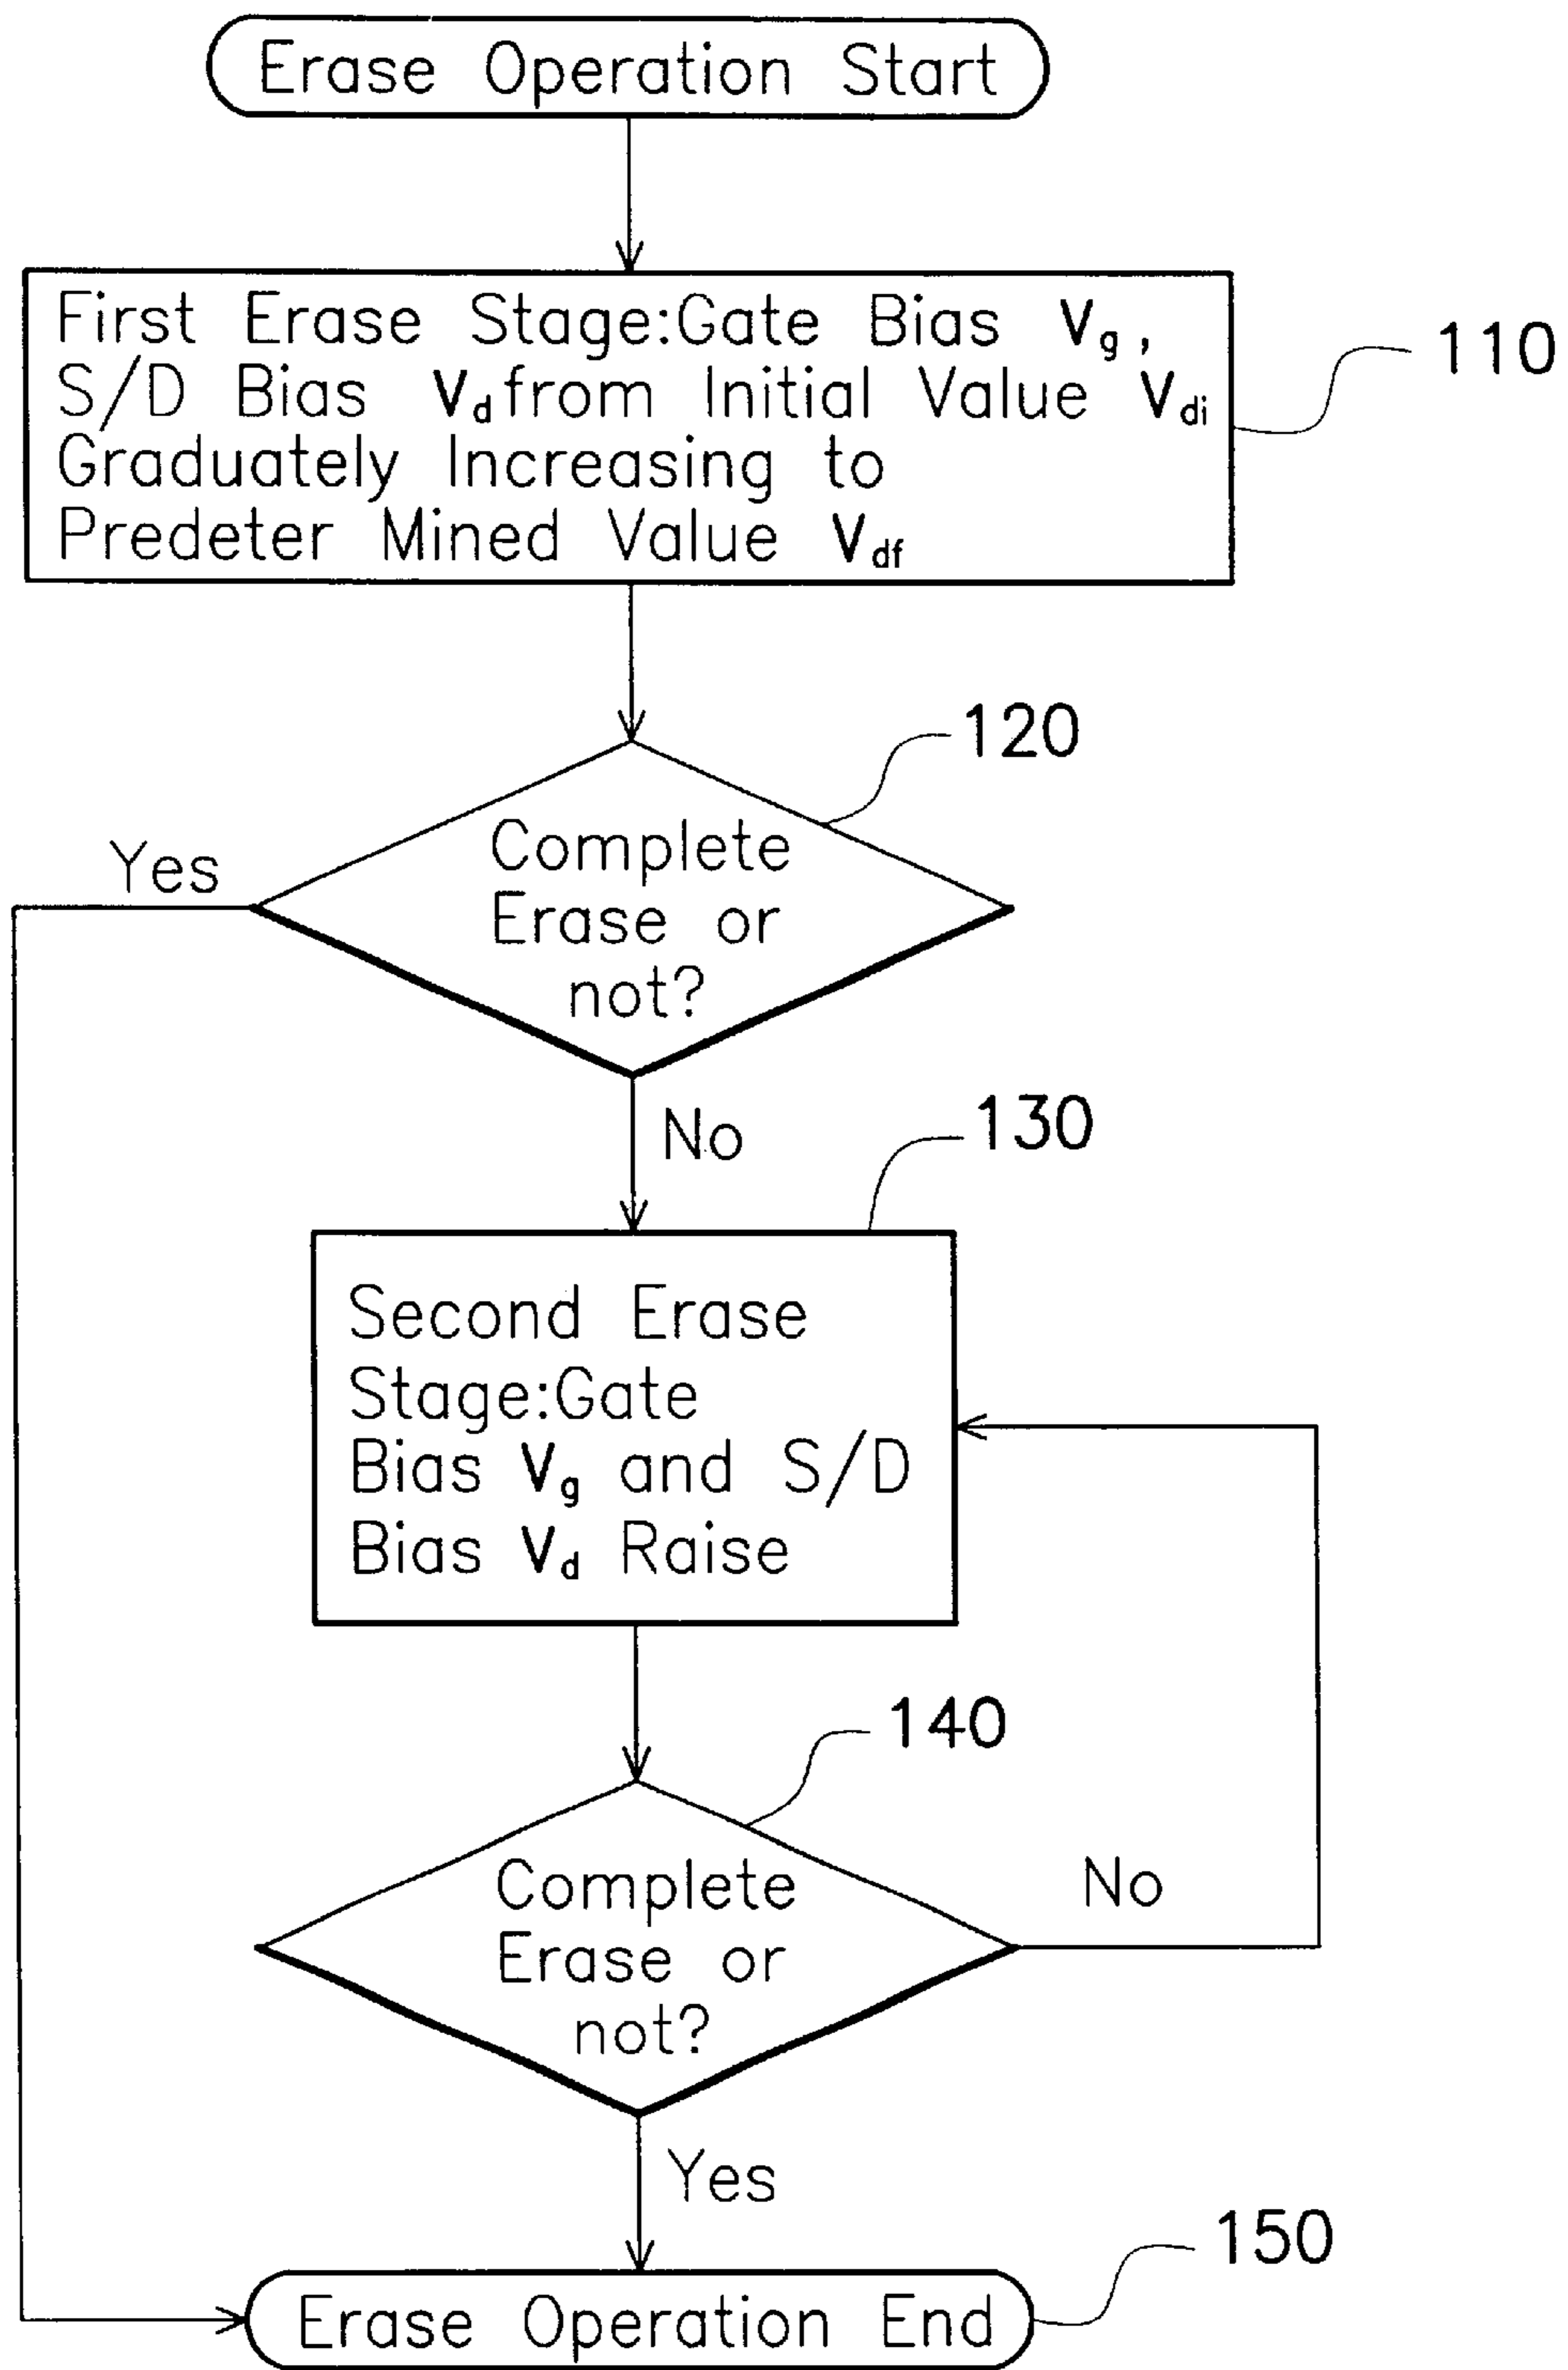 Erase Operation Start
First Erase Stage:Gate Bias Vg,
S/D Bias Vd from Initial Value Vdi
Graduately Increasing to
Predeter Mined Value Vdf
110
120
Complete
Erase or
not?
Yes
No
130
Second Erase
Stage:Gate
Bias Vg and S/D
Bias Vd Raise
140
Complete
Erase or
not?
No
Yes
150
Erase Operation End